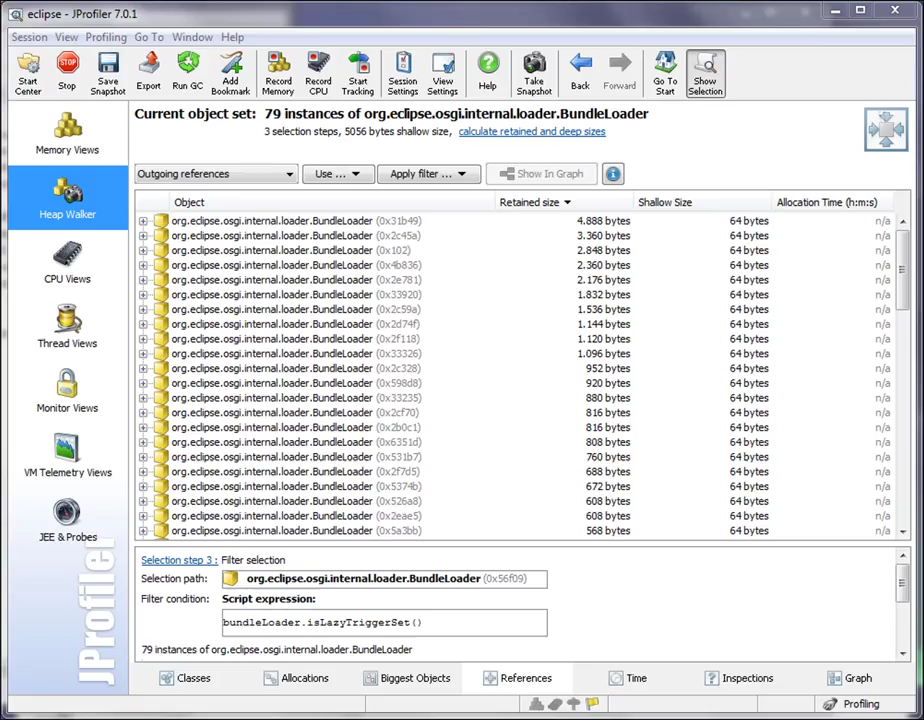 eclipse - JProfiler 7.0.1
Session View Profiling Go To Window Help
Start Center Stop Save Snapshot Export Run GC Add Bookmark Record Memory Record CPU Start Tracking Session Settings View Settings Help Take Snapshot Back Forward Go To Start Show Selection
Memory Views
Heap Walker
CPU Views
Thread Views
Monitor Views
VM Telemetry Views
JEE & Probes
JProfiler
Current object set: 79 instances of org.eclipse.osgi.internal.loader.BundleLoader
3 selection steps, 5056 bytes shallow size, calculate retained and deep sizes
Outgoing references Use ... Apply filter ... Show In Graph
Object Retained size Shallow Size Allocation Time (h:m:s)
org.eclipse.osgi.internal.loader.BundleLoader (0x31b49) 4.888 bytes 64 bytes n/a
org.eclipse.osgi.internal.loader.BundleLoader (0x2c45a) 3.360 bytes 64 bytes n/a
org.eclipse.osgi.internal.loader.BundleLoader (0x102) 2.848 bytes 64 bytes n/a
org.eclipse.osgi.internal.loader.BundleLoader (0x4b836) 2.360 bytes 64 bytes n/a
org.eclipse.osgi.internal.loader.BundleLoader (0x2e781) 2.176 bytes 64 bytes n/a
org.eclipse.osgi.internal.loader.BundleLoader (0x33920) 1.832 bytes 64 bytes n/a
org.eclipse.osgi.internal.loader.BundleLoader (0x2c59a) 1.536 bytes 64 bytes n/a
org.eclipse.osgi.internal.loader.BundleLoader (0x2d74f) 1.144 bytes 64 bytes n/a
org.eclipse.osgi.internal.loader.BundleLoader (0x2f118) 1.120 bytes 64 bytes n/a
org.eclipse.osgi.internal.loader.BundleLoader (0x33326) 1.096 bytes 64 bytes n/a
org.eclipse.osgi.internal.loader.BundleLoader (0x2c328) 952 bytes 64 bytes n/a
org.eclipse.osgi.internal.loader.BundleLoader (0x598d8) 920 bytes 64 bytes n/a
org.eclipse.osgi.internal.loader.BundleLoader (0x33235) 880 bytes 64 bytes n/a
org.eclipse.osgi.internal.loader.BundleLoader (0x2cf70) 816 bytes 64 bytes n/a
org.eclipse.osgi.internal.loader.BundleLoader (0x2b0c1) 816 bytes 64 bytes n/a
org.eclipse.osgi.internal.loader.BundleLoader (0x6351d) 808 bytes 64 bytes n/a
org.eclipse.osgi.internal.loader.BundleLoader (0x531b7) 760 bytes 64 bytes n/a
org.eclipse.osgi.internal.loader.BundleLoader (0x2f7d5) 688 bytes 64 bytes n/a
org.eclipse.osgi.internal.loader.BundleLoader (0x5374b) 672 bytes 64 bytes n/a
org.eclipse.osgi.internal.loader.BundleLoader (0x526a8) 608 bytes 64 bytes n/a
org.eclipse.osgi.internal.loader.BundleLoader (0x2eae5) 608 bytes 64 bytes n/a
org.eclipse.osgi.internal.loader.BundleLoader (0x5a3bb) 568 bytes 64 bytes n/a
Selection step 3 : Filter selection
Selection path: org.eclipse.osgi.internal.loader.BundleLoader (0x56f09)
Filter condition: Script expression:
bundleLoader.isLazyTriggerSet()
79 instances of org.eclipse.osgi.internal.loader.BundleLoader
Classes Allocations Biggest Objects References Time Inspections Graph
Profiling